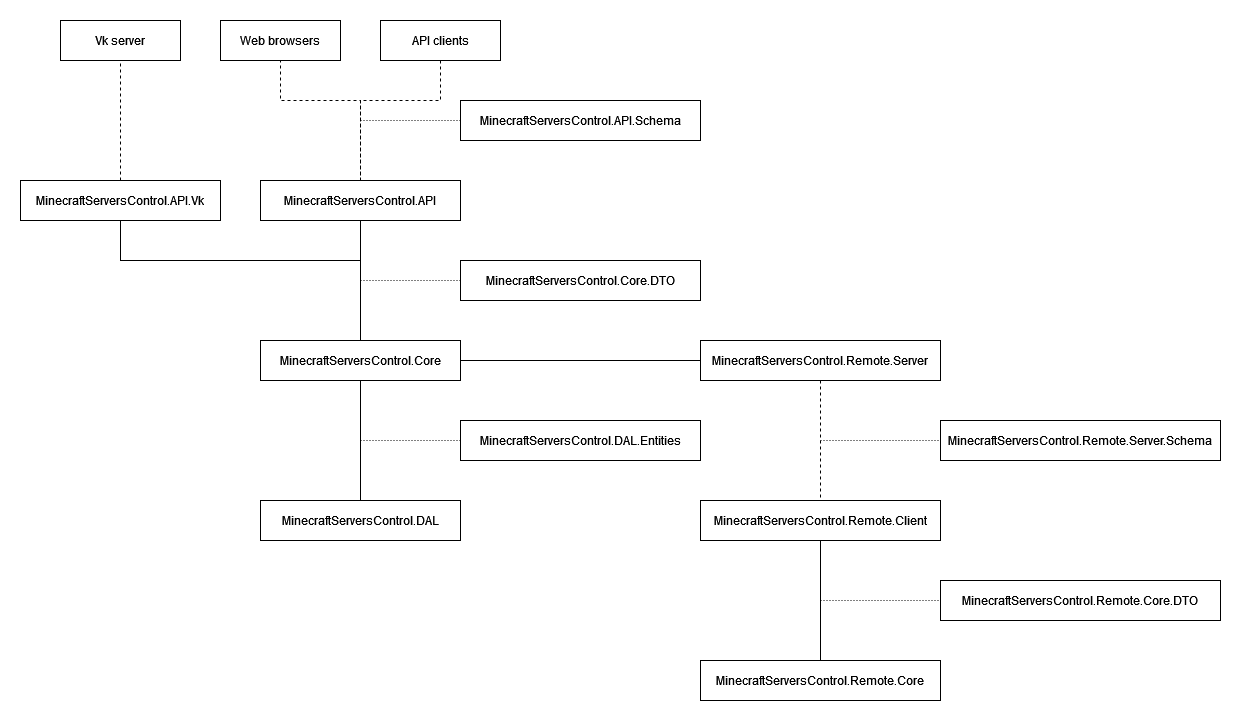 Vk server
Web browsers
API clients
MinecraftServersControl.API.Schema
MinecraftServersControl.API.Vk
MinecraftServersControl.API
MinecraftServersControl.Core.DTO
MinecraftServersControl.Core
MinecraftServersControl.Remote.Server
MinecraftServersControl.DAL.Entities
MinecraftServersControl.Remote.Server.Schema
MinecraftServersControl.DAL
MinecraftServersControl.Remote.Client
MinecraftServersControl.Remote.Core.DTO
MinecraftServersControl.Remote.Core